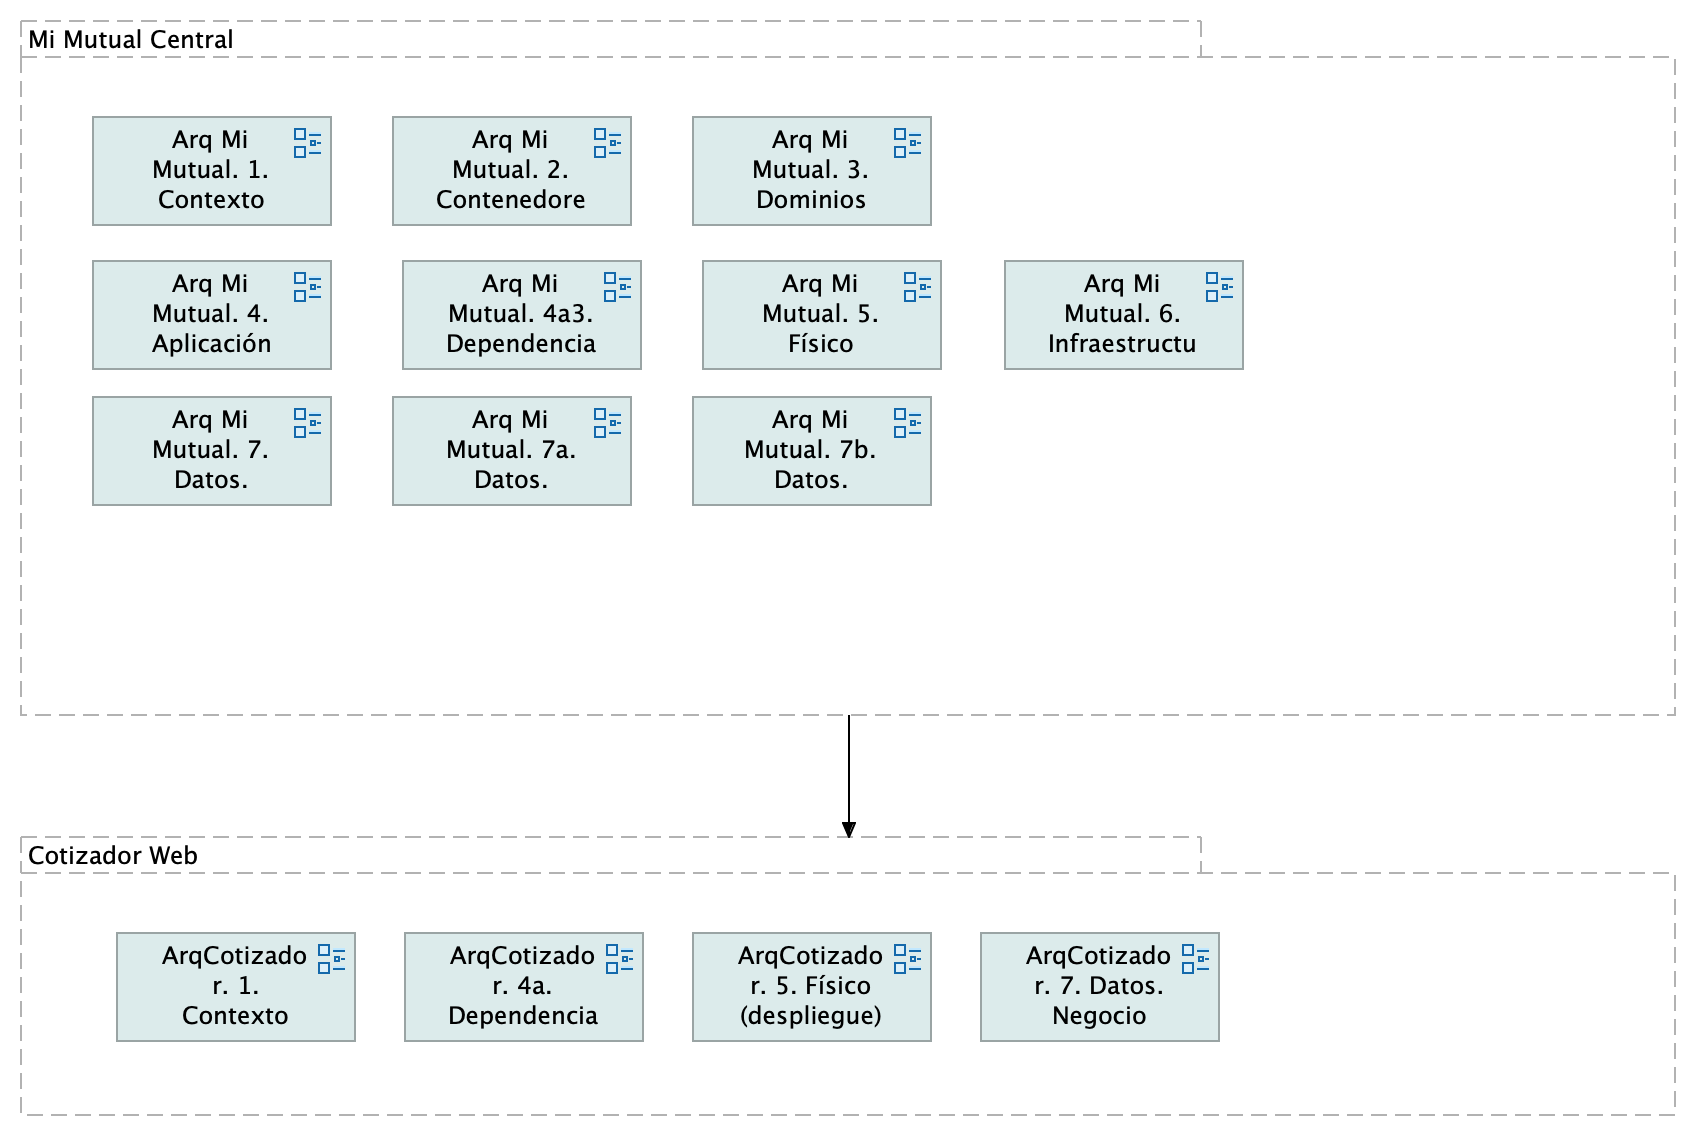 Mi Mutual Central
Arq Mi
Mutual. 1.
Contexto
Arq Mi
Mutual. 2.
Contenedore
Arq Mi
Mutual. 3.
Dominios
Arq Mi
Mutual. 4.
Aplicación
Arq Mi
Mutual. 4a3.
Dependencia
Arq Mi
Mutual. 5.
Físico
Arq Mi
Mutual. 6.
Infraestructu
Arq Mi
Mutual. 7.
Datos.
Arq Mi
Mutual. 7a.
Datos.
Arq Mi
Mutual. 7b.
Datos.
Cotizador Web
ArqCotizado
r. 1.
Contexto
ArqCotizado
r. 4a.
Dependencia
ArqCotizado
r. 5. Físico
(despliegue)
ArqCotizado
r. 7. Datos.
Negocio